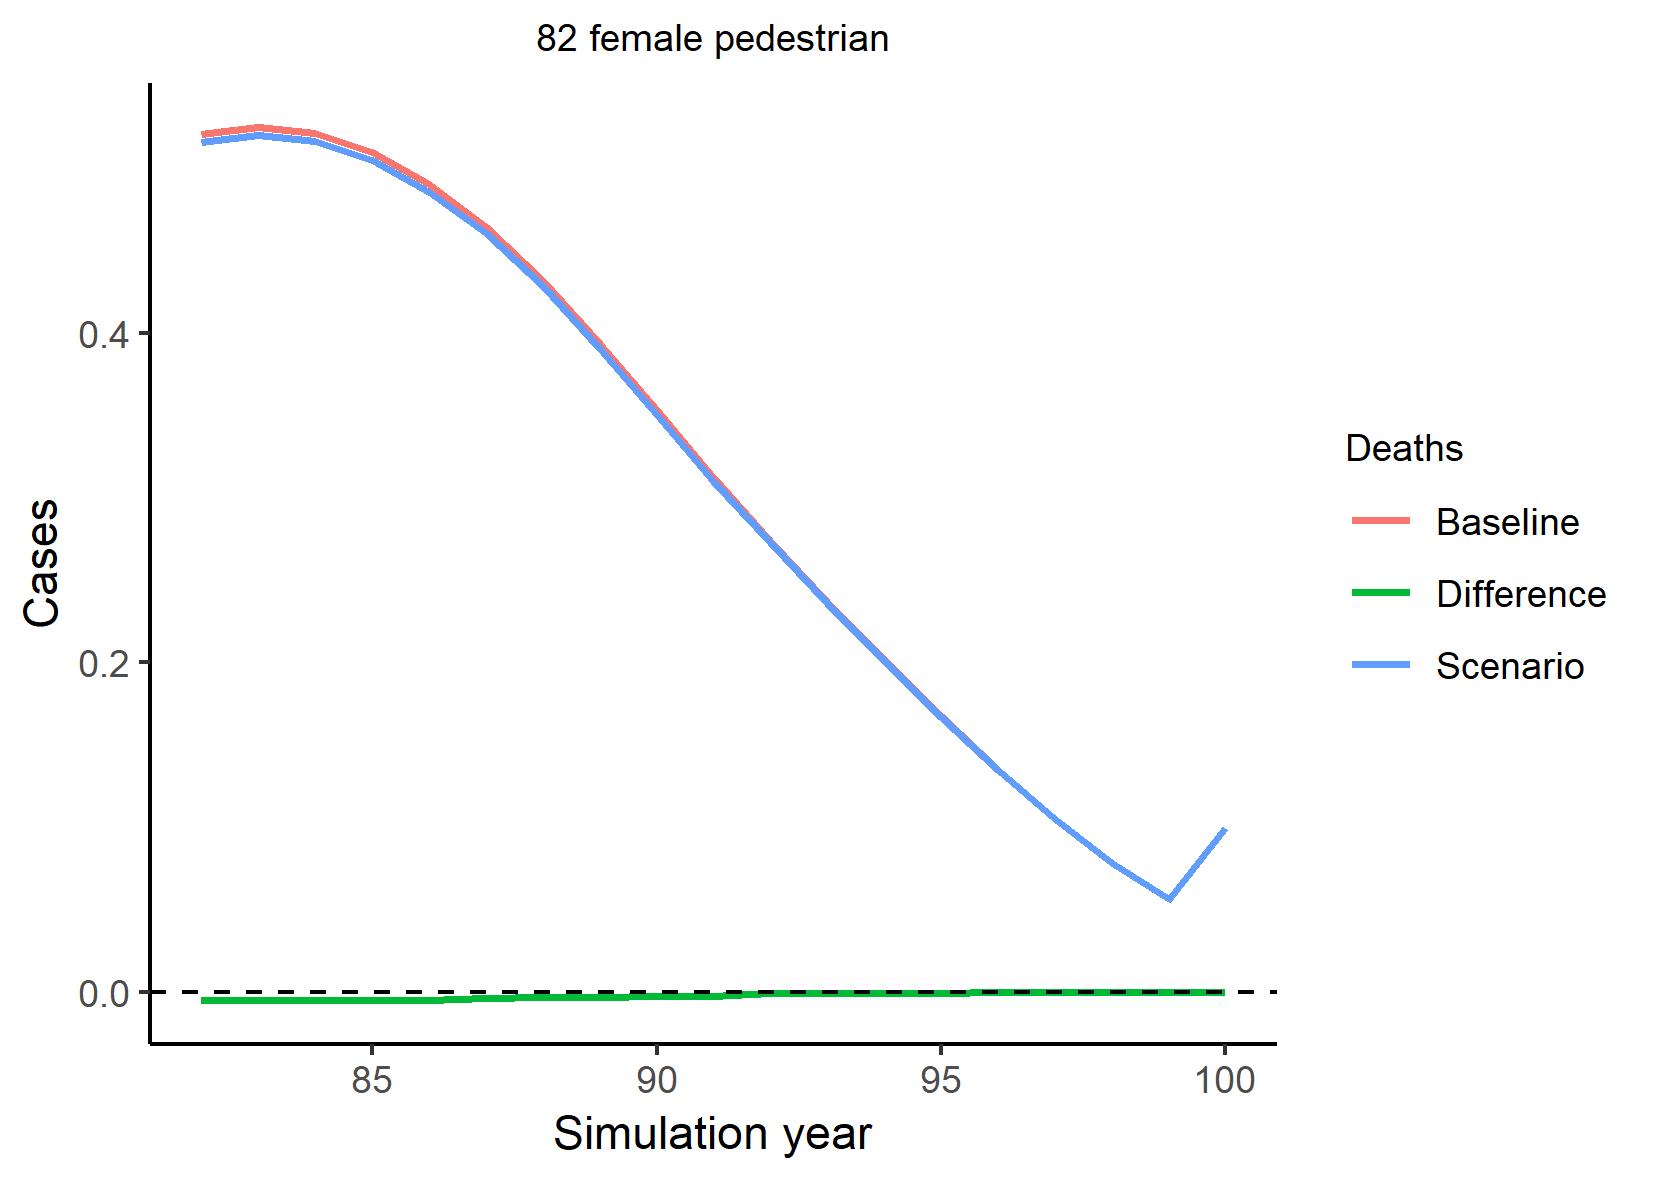 82 female pedestrian
Cases
0.4
0.2
0.0
85 90 95 100
Simulation year
Deaths
Baseline
Difference
Scenario